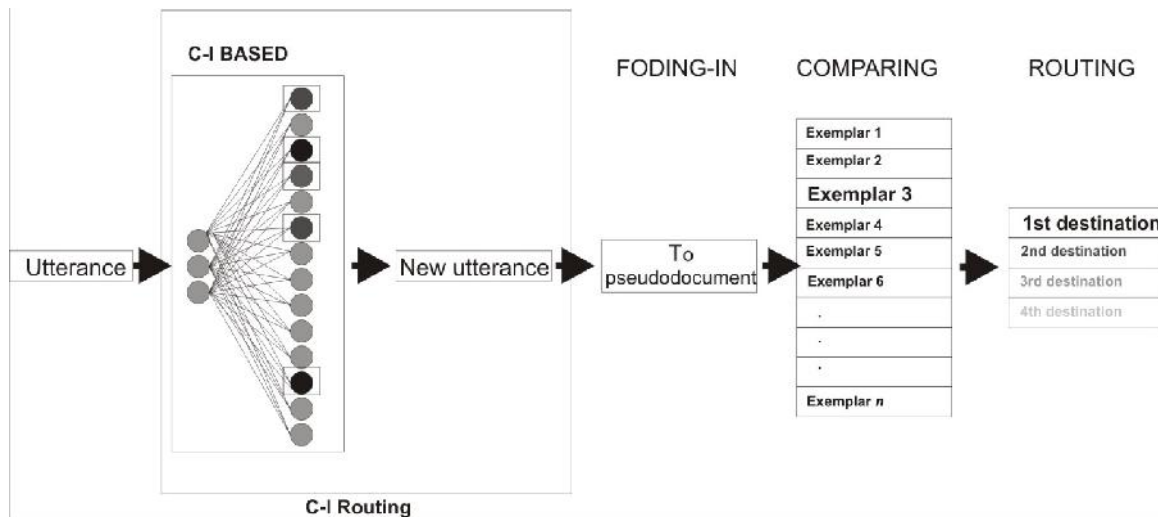 C-I BASED
FODING-IN
COMPARING
ROUTING
Utterance
New utterance
To
pseudodocument
Exemplar 1
Exemplar 2
Exemplar 3
Exemplar 4
Exemplar 5
Exemplar 6
.
.
.
Exemplar n
1st destination
2nd destination
3rd destination
4th destination
C-I Routing